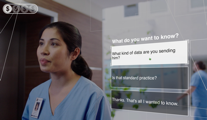 What do you want to know?
What kind of data are you sending
him?
Is that standard practice?
Thanks. That's all I wanted to know.